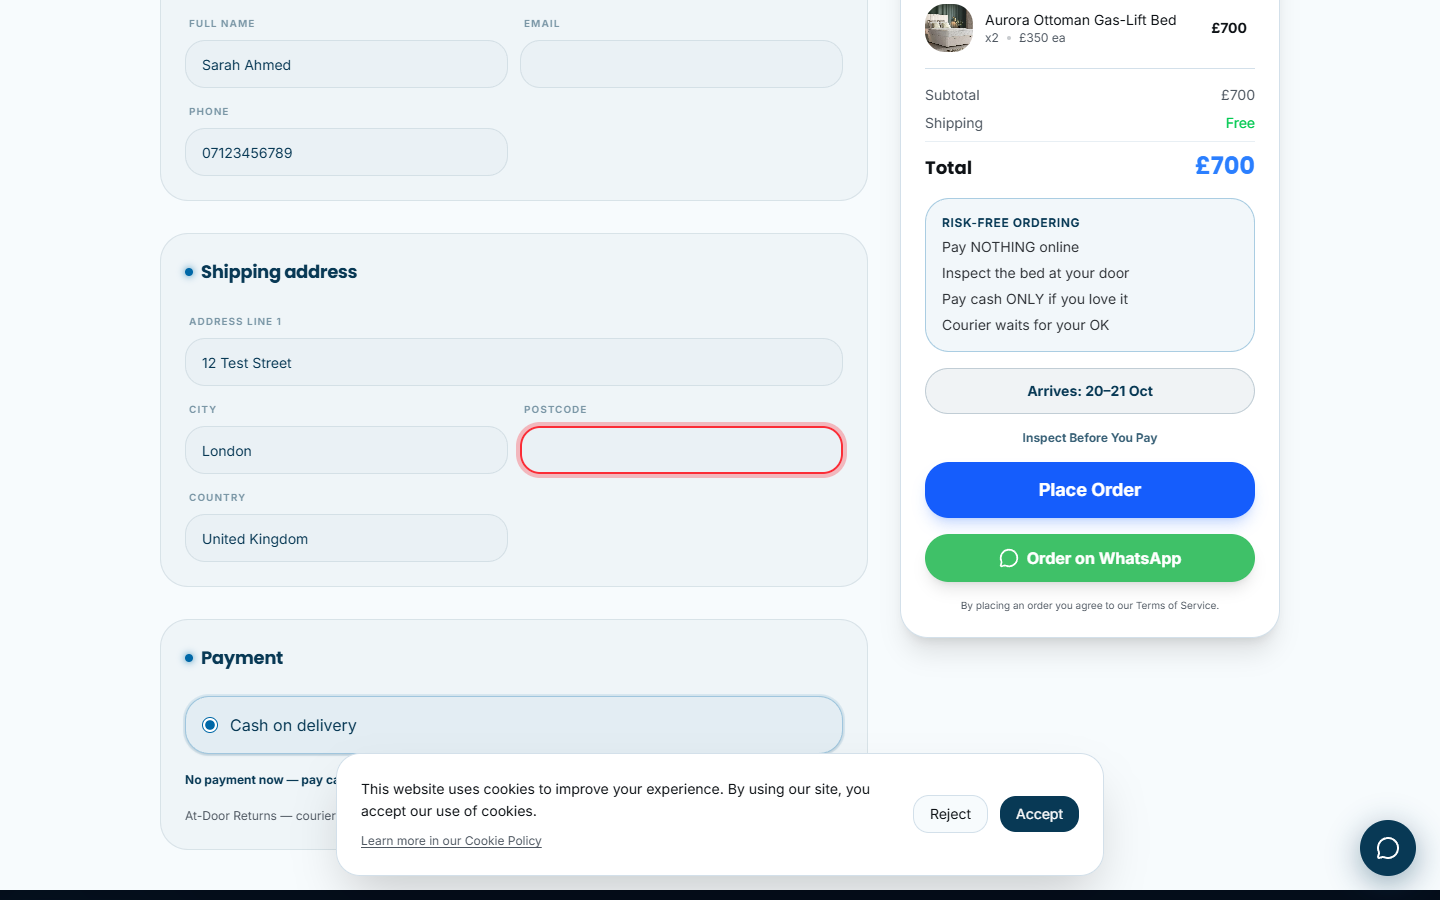 FULL NAME
EMAIL
Sarah Ahmed
PHONE
07123456789
Shipping address
ADDRESS LINE 1
12 Test Street
CITY
POSTCODE
London
COUNTRY
United Kingdom
Payment
Cash on delivery
No payment now — pay ca
At-Door Returns — courier
Aurora Ottoman Gas-Lift Bed
x2 • £350 ea
£700
Subtotal
£700
Shipping
Free
Total
£700
RISK-FREE ORDERING
Pay NOTHING online
Inspect the bed at your door
Pay cash ONLY if you love it
Courier waits for your OK
Arrives: 20–21 Oct
Inspect Before You Pay
Place Order
Order on WhatsApp
By placing an order you agree to our Terms of Service.
This website uses cookies to improve your experience. By using our site, you
accept our use of cookies.
Learn more in our Cookie Policy
Reject
Accept